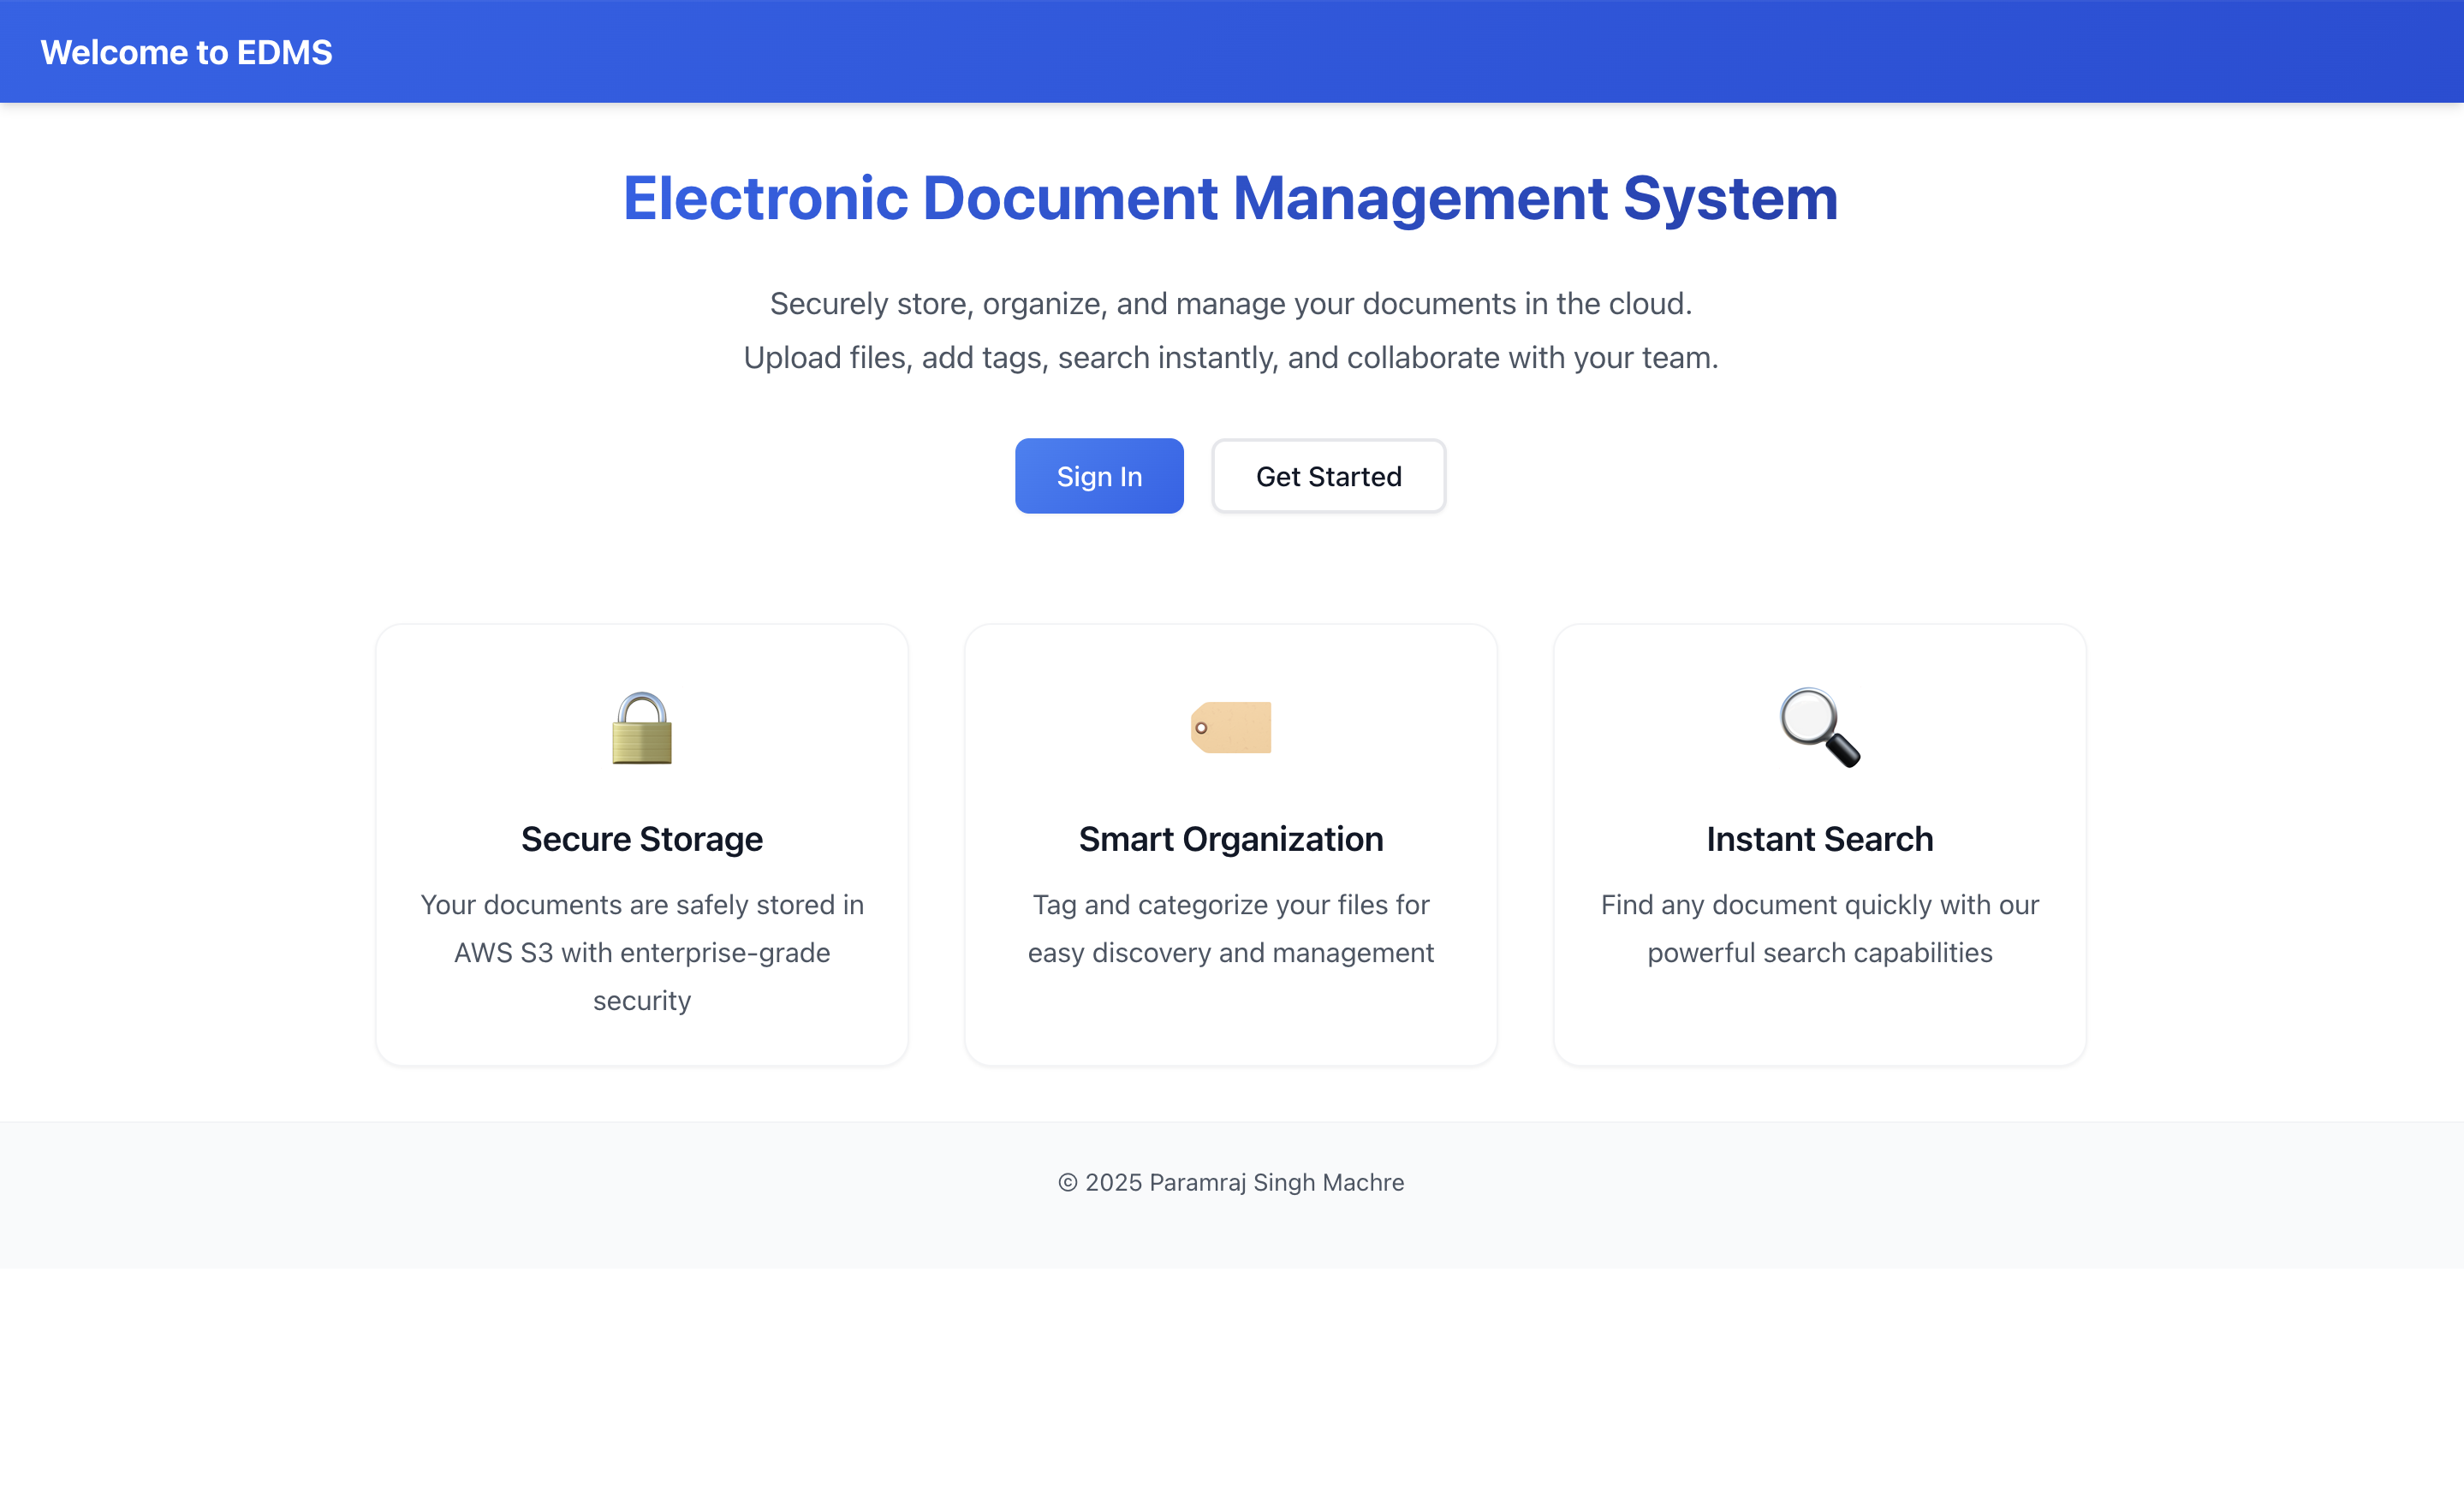 Welcome to EDMS
Electronic Document Management System
Securely store, organize, and manage your documents in the cloud.
Upload files, add tags, search instantly, and collaborate with your team.
Sign In
Get Started
Secure Storage
Your documents are safely stored in
AWS S3 with enterprise-grade
security
Smart Organization
Tag and categorize your files for
easy discovery and management
Instant Search
Find any document quickly with our
powerful search capabilities
© 2025 Paramraj Singh Machre